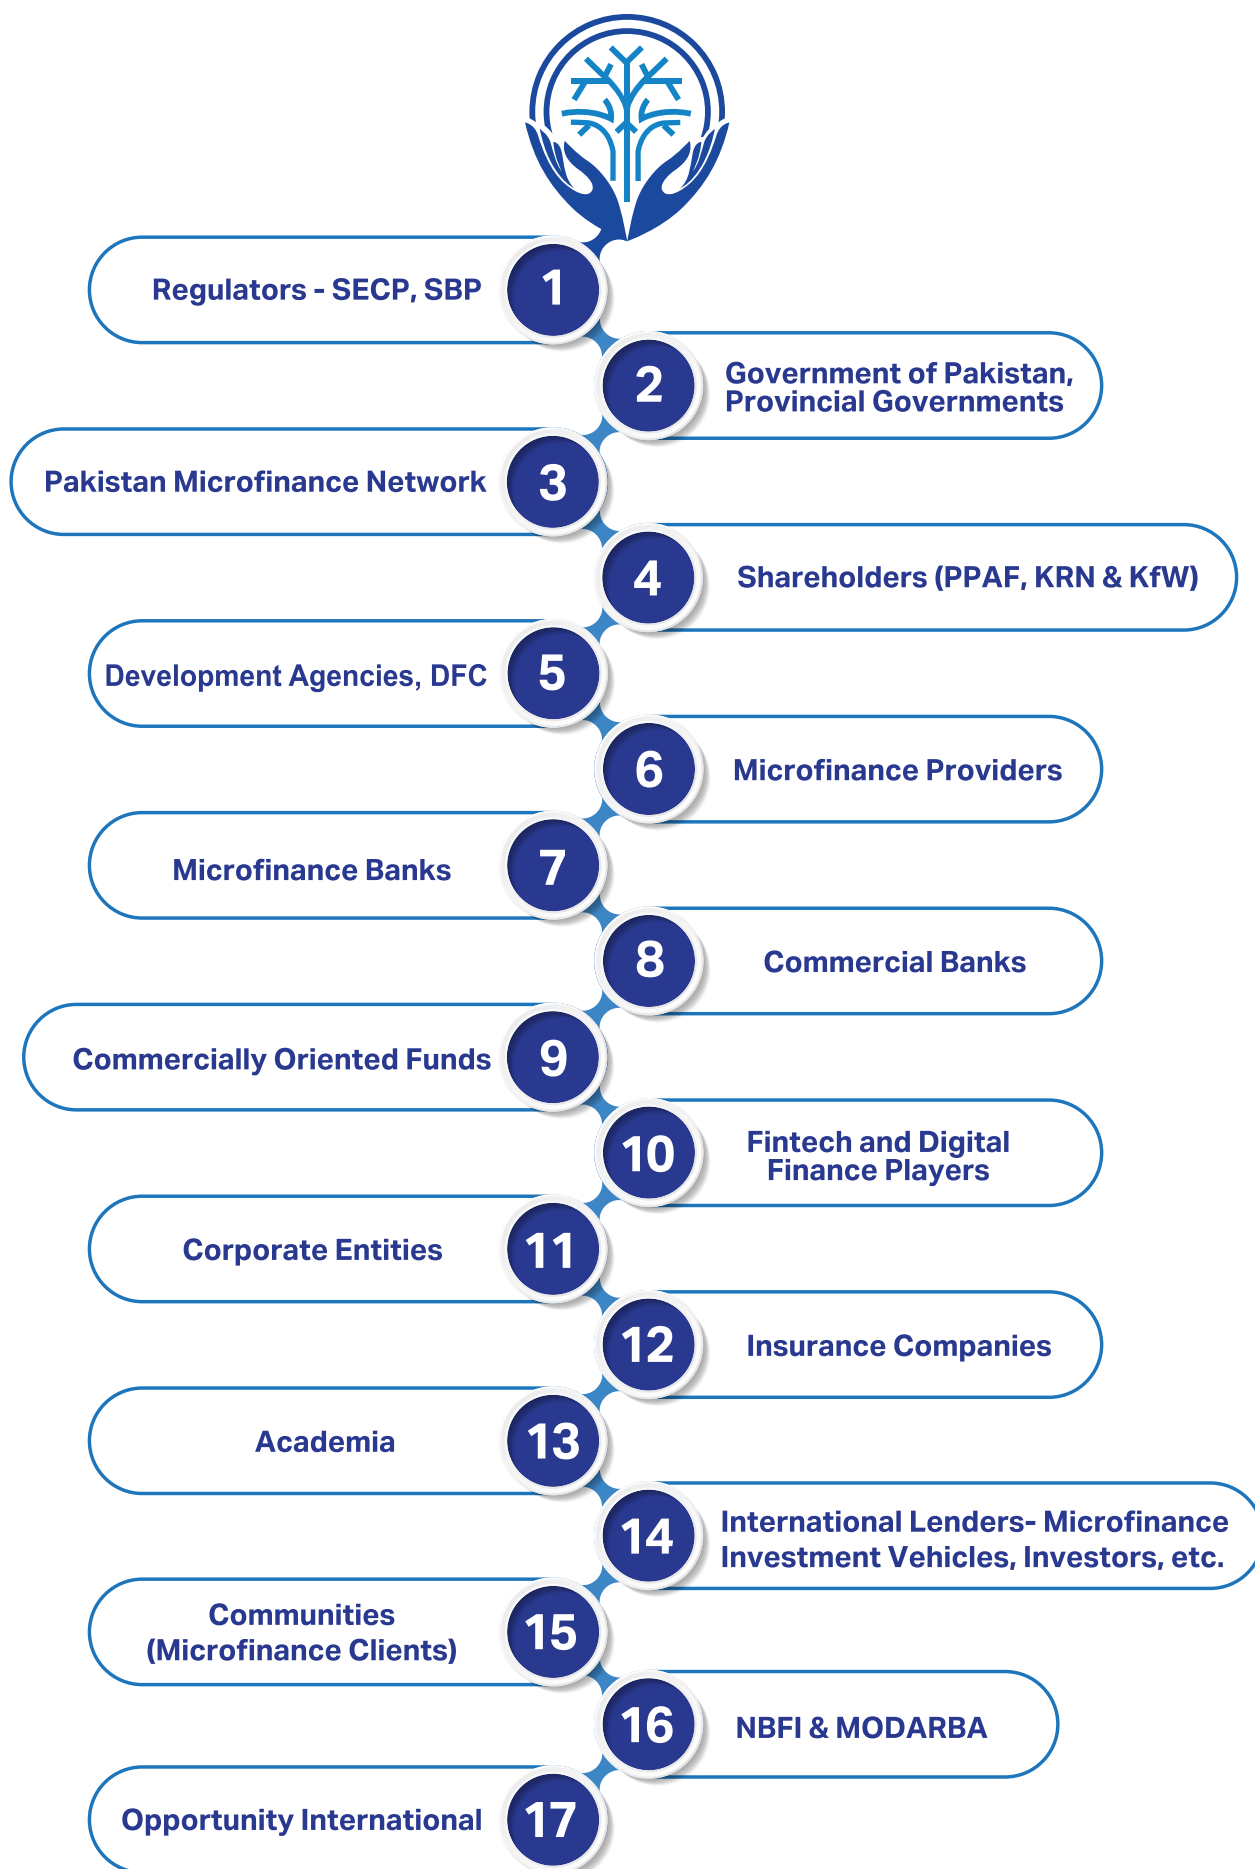 Regulators - SECP, SBP
1
2
Government of Pakistan,
Provincial Governments
Pakistan Microfinance Network
3
4
Shareholders (PPAF, KRN & KfW)
Development Agencies, DFC
5
6
Microfinance Providers
Microfinance Banks
7
8
Commercial Banks
Commercially Oriented Funds
9
10
Fintech and Digital
Finance Players
Corporate Entities
11
12
Insurance Companies
Academia
13
14
International Lenders- Microfinance
Investment Vehicles, Investors, etc.
Communities
(Microfinance Clients)
15
16
NBFI & MODARBA
Opportunity International
17